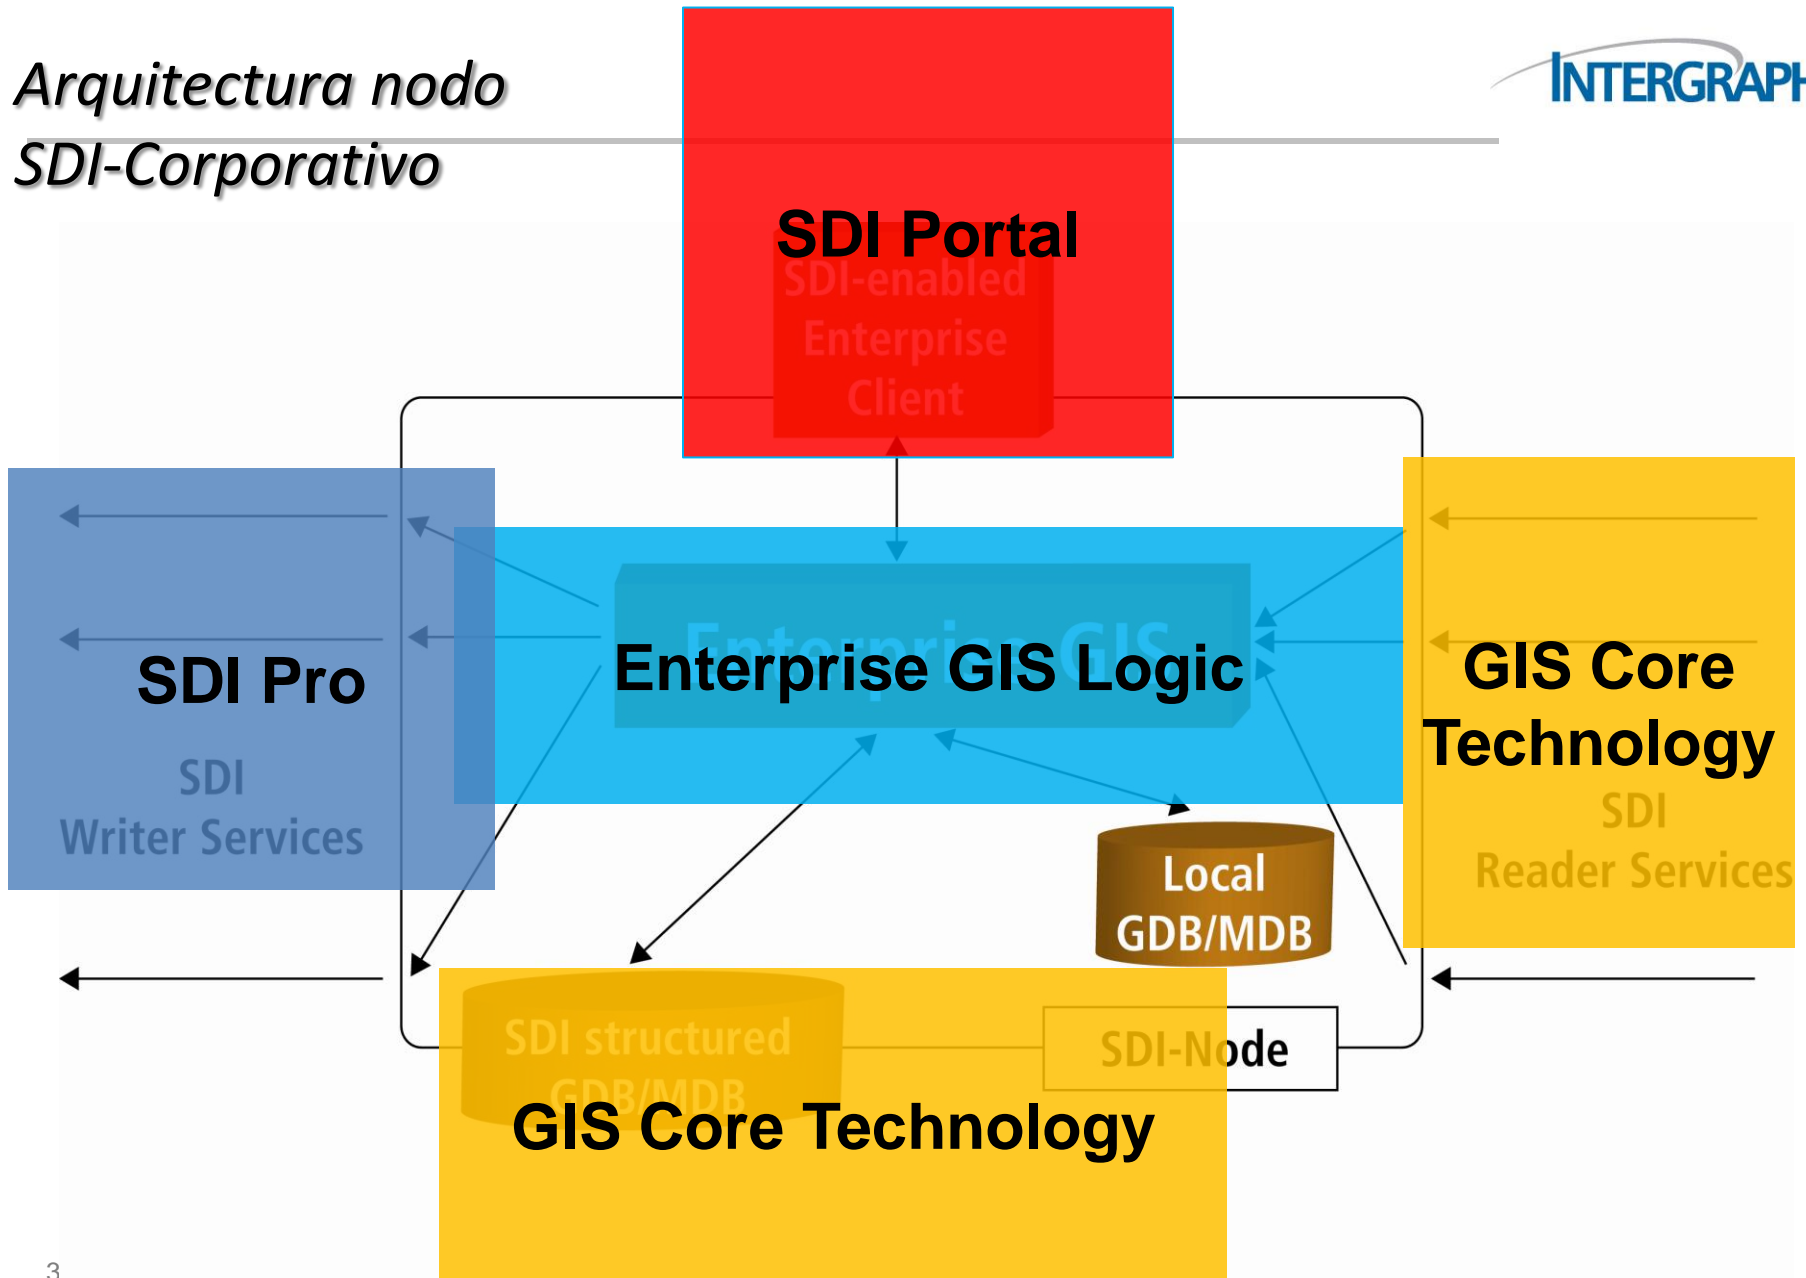 Arquitectura nodo
SDI-Corporativo
INTERGRAPH
SDI Portal
SDI-enabled
Enterprise
Client
SDI Pro
SDI
Writer Services
Enterprise GIS
Enterprise GIS Logic
GIS Core
Technology
SDI
Reader Services
Local
GDB/MDB
SDI structured
GDB/MDB
SDI-Node
GIS Core Technology
3